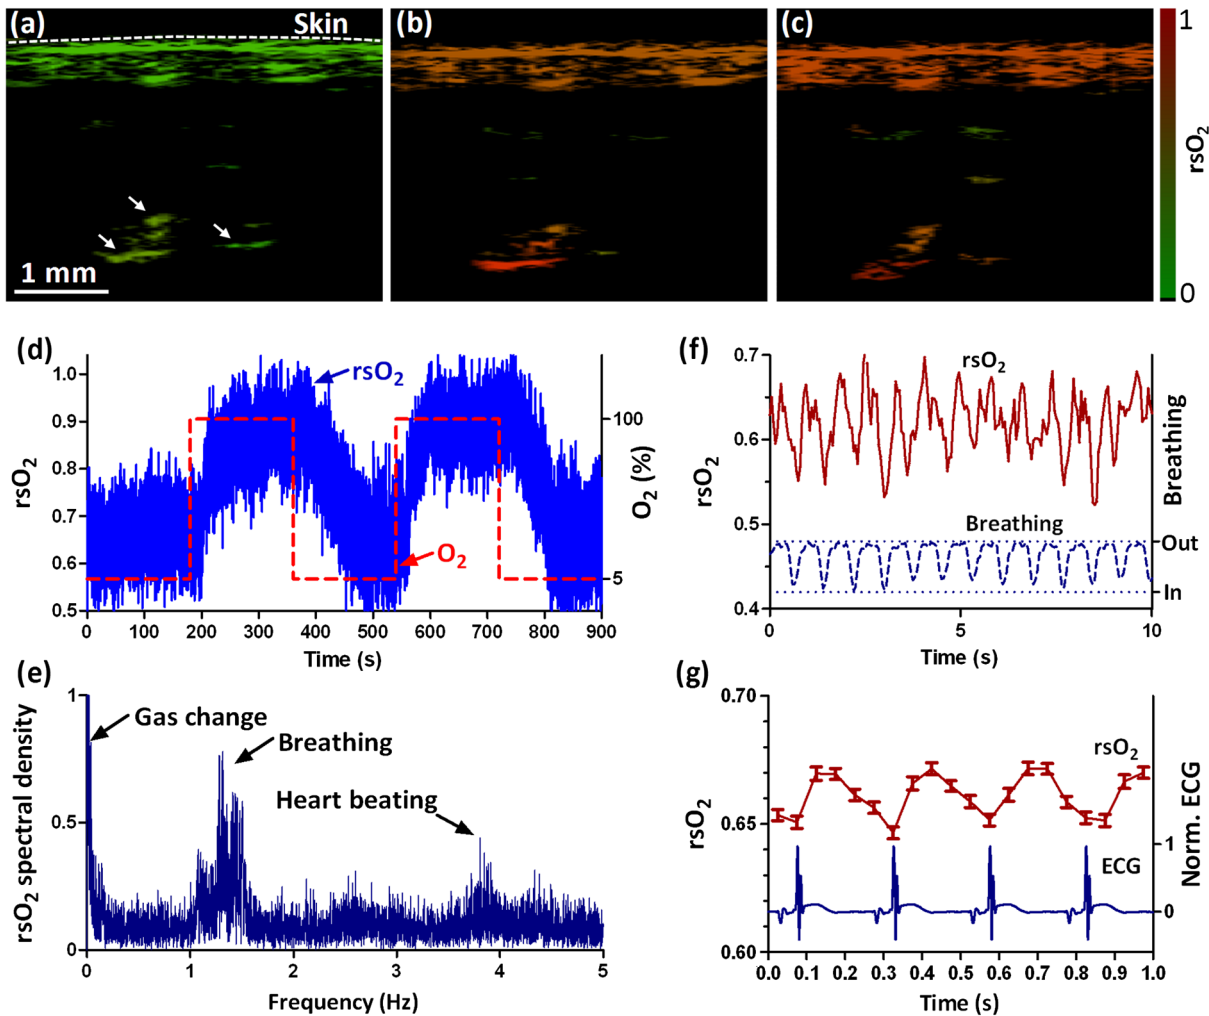 (a)
Skin
1 mm
(b)
(c)
1
rsO2
0
(d)
rsO2
1.0
0.9
0.8
0.7
0.6
0.5
rsO2
O2
100
5
O2 (%)
0 100 200 300 400 500 600 700 800 900
Time (s)
(f)
rsO2
0.7
0.6
0.5
0.4
rsO2
Breathing
Breathing
Out
In
0 5 10
Time (s)
(e)
rsO2 spectral density
1
0.5
0
Gas change
Breathing
Heart beating
0 1 2 3 4 5
Frequency (Hz)
(g)
rsO2
0.70
0.65
0.60
rsO2
ECG
Norm. ECG
1
0
0.0 0.1 0.2 0.3 0.4 0.5 0.6 0.7 0.8 0.9 1.0
Time (s)